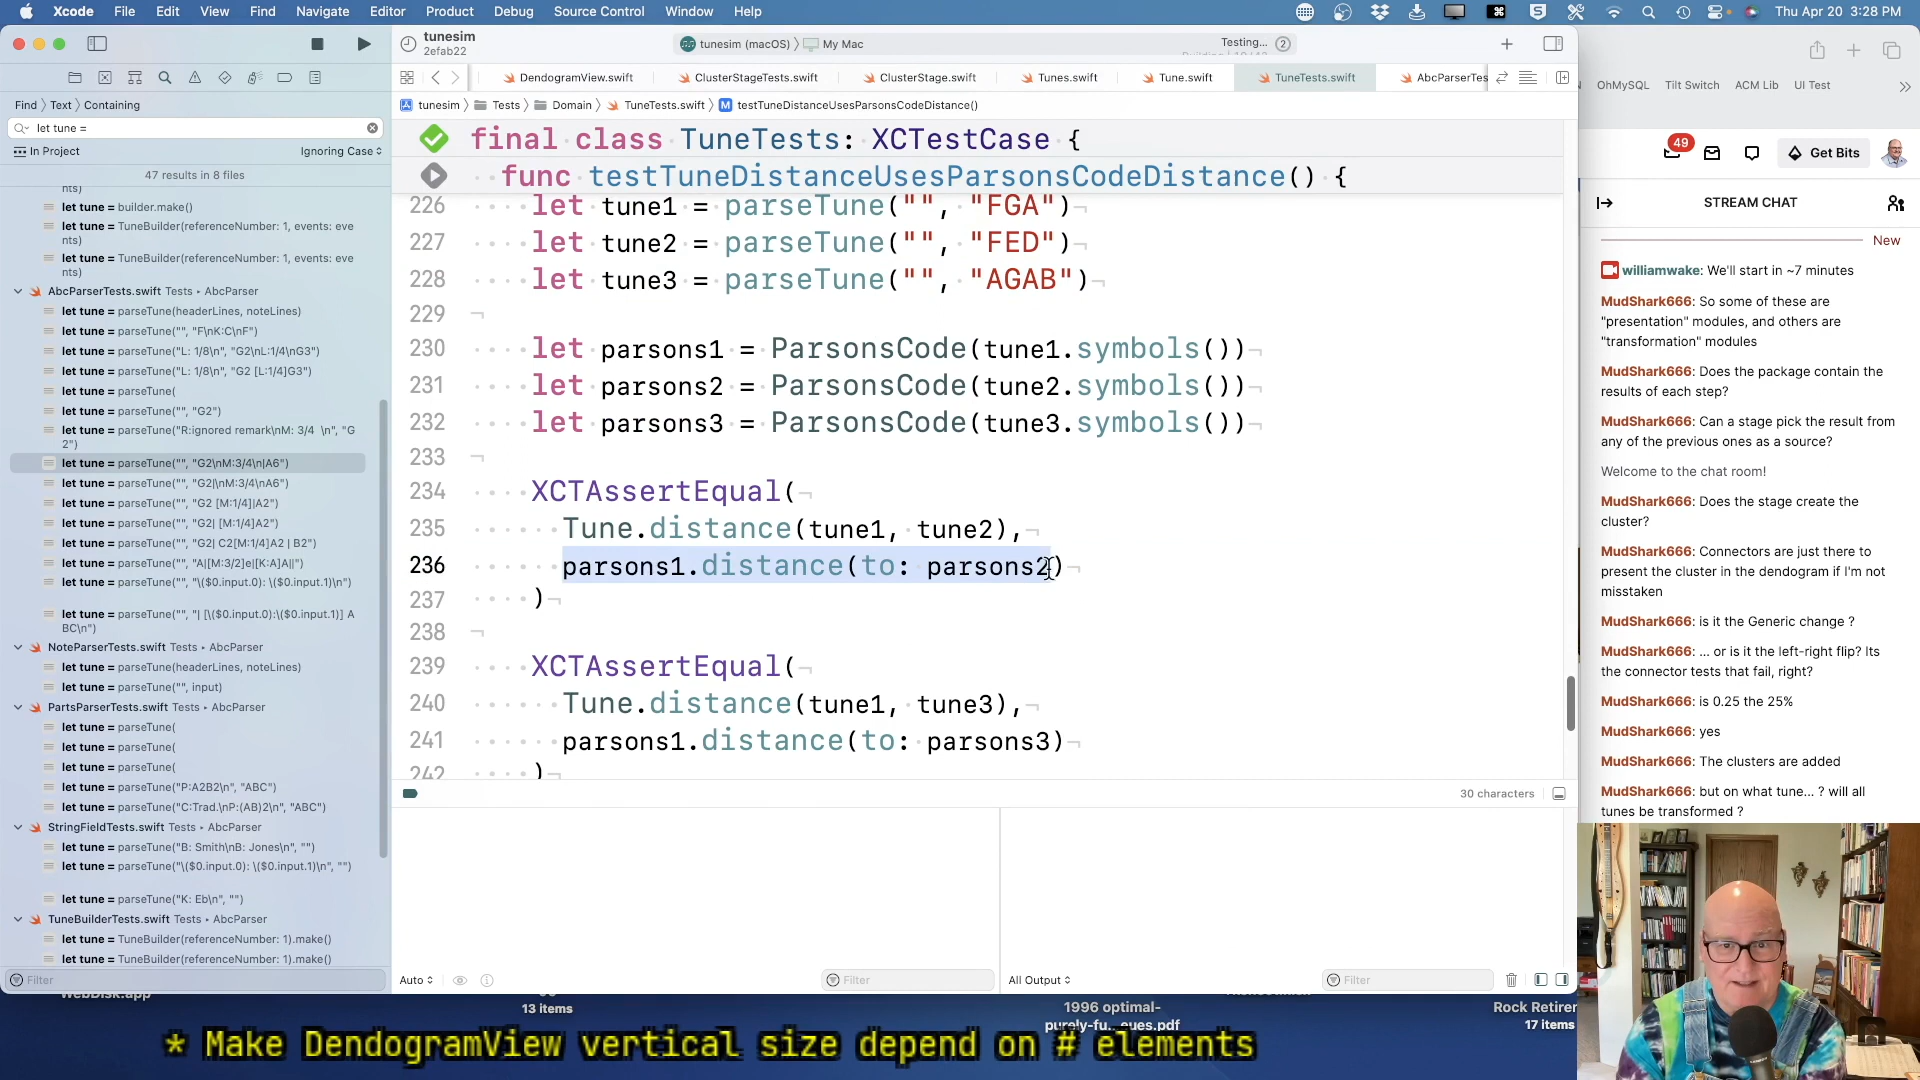 Xcode File Edit View Find Navigate Editor Product Debug Source Control Window Help
Thu Apr 20 3:28 PM
tunesim
2efab22
tunesim (macOS) 〉 My Mac
Testing... 2
DendogramView.swift
ClusterStageTests.swift
ClusterStage.swift
Tunes.swift
Tune.swift
TuneTests.swift
AbcParserTes
Find 〉 Text 〉 Containing
let tune =
In Project
Ignoring Case
47 results in 8 files
nts)
let tune = builder.make()
let tune = TuneBuilder(referenceNumber: 1, events: eve
nts)
let tune = TuneBuilder(referenceNumber: 1, events: eve
nts)
AbcParserTests.swift Tests ▸ AbcParser
let tune = parseTune(headerLines, noteLines)
let tune = parseTune("", "F\nK:C\nF")
let tune = parseTune("L: 1/8\n", "G2\nL:1/4\nG3")
let tune = parseTune("L: 1/8\n", "G2 [L:1/4]G3")
let tune = parseTune(
let tune = parseTune("", "G2")
let tune = parseTune("R:ignored remark\nM: 3/4 \n", "G
2")
let tune = parseTune("", "G2\nM:3/4\n|A6")
let tune = parseTune("", "G2|\nM:3/4\nA6")
let tune = parseTune("", "G2 [M:1/4]|A2")
let tune = parseTune("", "G2| [M:1/4]A2")
let tune = parseTune("", "G2| C2[M:1/4]A2 | B2")
let tune = parseTune("", "A|[M:3/2]e|[K:A]A||")
let tune = parseTune("", "\($0.input.0): \($0.input.1)\n")
let tune = parseTune("", "| [\($0.input.0):\($0.input.1)] A
BC\n")
NoteParserTests.swift Tests ▸ AbcParser
let tune = parseTune(headerLines, noteLines)
let tune = parseTune("", input)
PartsParserTests.swift Tests ▸ AbcParser
let tune = parseTune(
let tune = parseTune(
let tune = parseTune(
let tune = parseTune("P:A2B2\n", "ABC")
let tune = parseTune("C:Trad.\nP:(AB)2\n", "ABC")
StringFieldTests.swift Tests ▸ AbcParser
let tune = parseTune("B: Smith\nB: Jones\n", "")
let tune = parseTune("\($0.input.0): \($0.input.1)\n", "")
let tune = parseTune("K: Eb\n", "")
TuneBuilderTests.swift Tests ▸ AbcParser
let tune = TuneBuilder(referenceNumber: 1).make()
let tune = TuneBuilder(referenceNumber: 1).make()
Filter
tunesim 〉 Tests 〉 Domain 〉 TuneTests.swift 〉 M testTuneDistanceUsesParsonsCodeDistance()
final class TuneTests: XCTestCase {
func testTuneDistanceUsesParsonsCodeDistance() {
226 let tune1 = parseTune("", "FGA")
227 let tune2 = parseTune("", "FED")
228 let tune3 = parseTune("", "AGAB")
229
230 let parsons1 = ParsonsCode(tune1.symbols())
231 let parsons2 = ParsonsCode(tune2.symbols())
232 let parsons3 = ParsonsCode(tune3.symbols())
233
234 XCTAssertEqual(
235 Tune.distance(tune1, tune2),
236 parsons1.distance(to: parsons2)
237 )
238
239 XCTAssertEqual(
240 Tune.distance(tune1, tune3),
241 parsons1.distance(to: parsons3)
242 )
30 characters
Auto
Filter
All Output
Filter
OhMySQL Tilt Switch ACM Lib UI Test
49
Get Bits
STREAM CHAT
New
williamwake: We'll start in ~7 minutes
MudShark666: So some of these are
"presentation" modules, and others are
"transformation" modules
MudShark666: Does the package contain the
results of each step?
MudShark666: Can a stage pick the result from
any of the previous ones as a source?
Welcome to the chat room!
MudShark666: Does the stage create the
cluster?
MudShark666: Connectors are just there to
present the cluster in the dendogram if I'm not
misstaken
MudShark666: is it the Generic change ?
MudShark666: ... or is it the left-right flip? Its
the connector tests that fail, right?
MudShark666: is 0.25 the 25%
MudShark666: yes
MudShark666: The clusters are added
MudShark666: but on what tune... ? will all
tunes be transformed ?
WebDisk.app
13 items
1996 optimal-
purely-fu...eues.pdf
Rock Retirer
17 items
* Make DendogramView vertical size depend on # elements